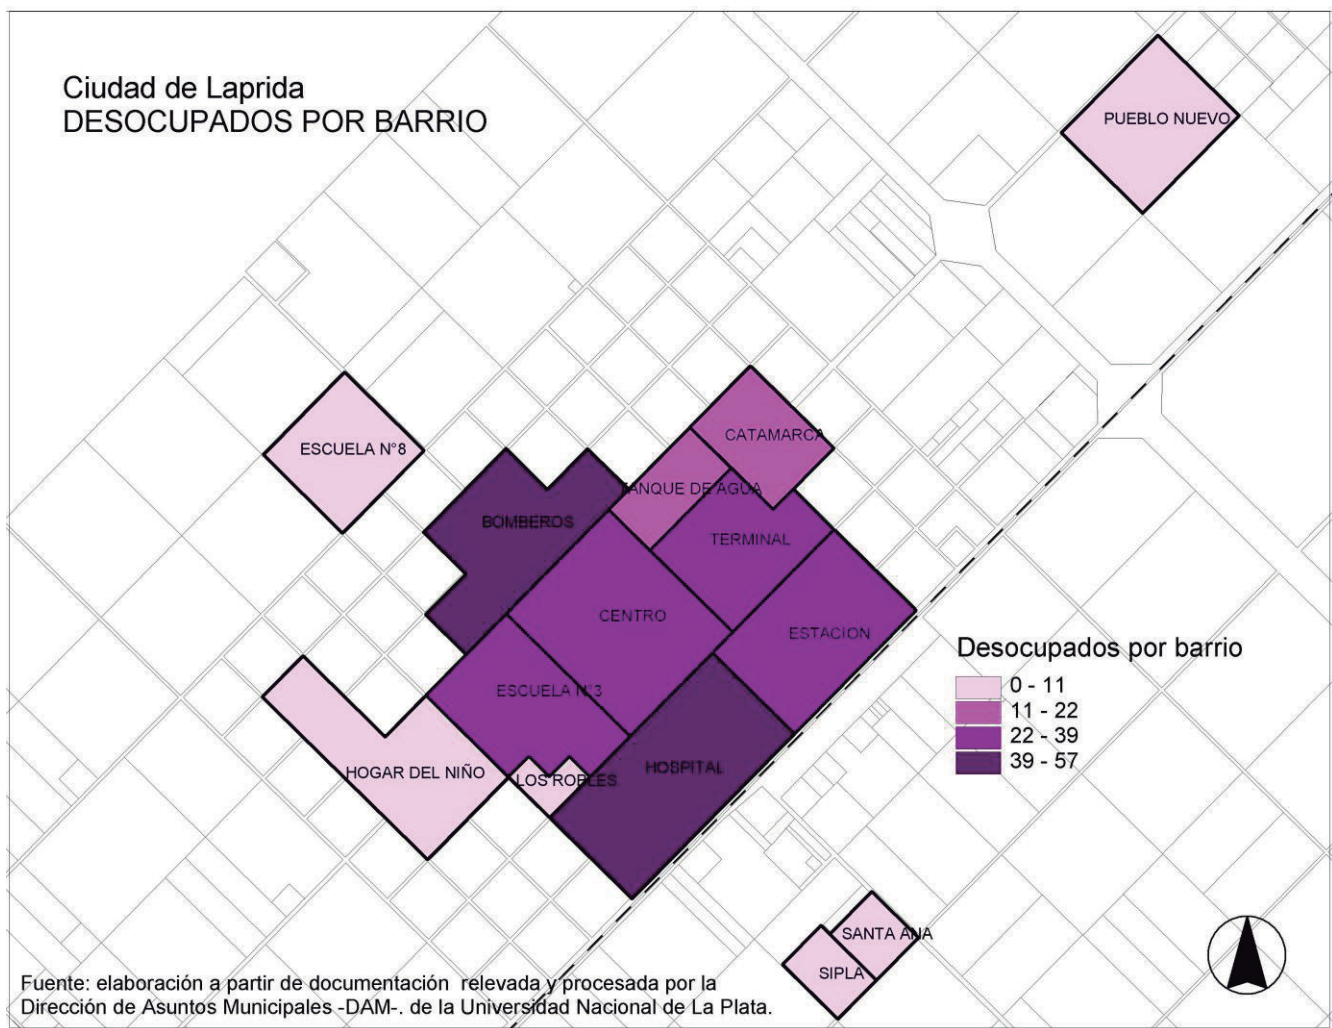 Ciudad de Laprida
DESOCUPADOS POR BARRIO
PUEBLO NUEVO
CATAMARCA
ESCUELA N°8
TANQUE DE AGUA
BOMBEROS
TERMINAL
CENTRO
ESTACION
ESCUELA N°3
HOGAR DEL NIÑO
LOS ROBLES
HOSPITAL
Desocupados por barrio
0 - 11
11 - 22
22 - 39
39 - 57
SANTA ANA
SIPLA
Fuente: elaboración a partir de documentación relevada y procesada por la
Dirección de Asuntos Municipales -DAM-. de la Universidad Nacional de La Plata.